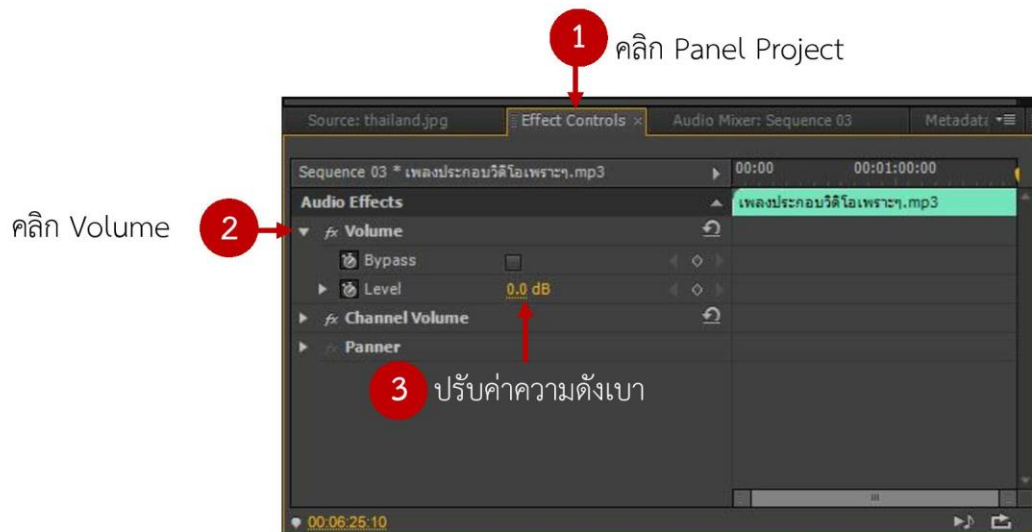 1 คลิก Panel Project
Source: thailand.jpg Effect Controls × Audio Mixer: Sequence 03 Metadata
Sequence 03 * เพลงประกอบวีดิโอเพราะๆ.mp3 00:00 00:01:00:00
Audio Effects เพลงประกอบวีดิโอเพราะๆ.mp3
คลิก Volume 2 fx Volume
Bypass
Level 0.0 dB
fx Channel Volume
fx Panner
3 ปรับค่าความดังเบา
00:06:25:10